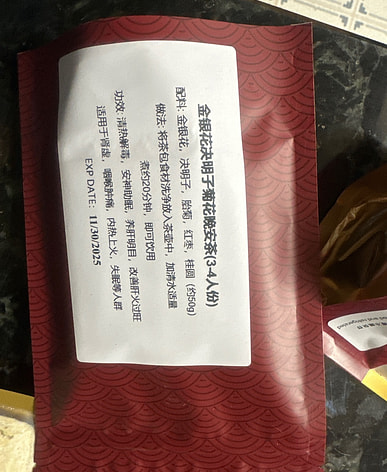 金银花决明子菊花晚安茶(3-4人份)
配料: 金银花，决明子，胎菊，红枣，桂圆（约50g）
做法: 将茶包食材洗净放入茶壶中，加清水适量
煮约20分钟，即可饮用
功效: 清热解毒，安神助眠，养肝明目，改善肝火过旺
适用于肾虚，咽喉肿痛，内热上火，失眠等人群
EXP DATE: 11/30/2025